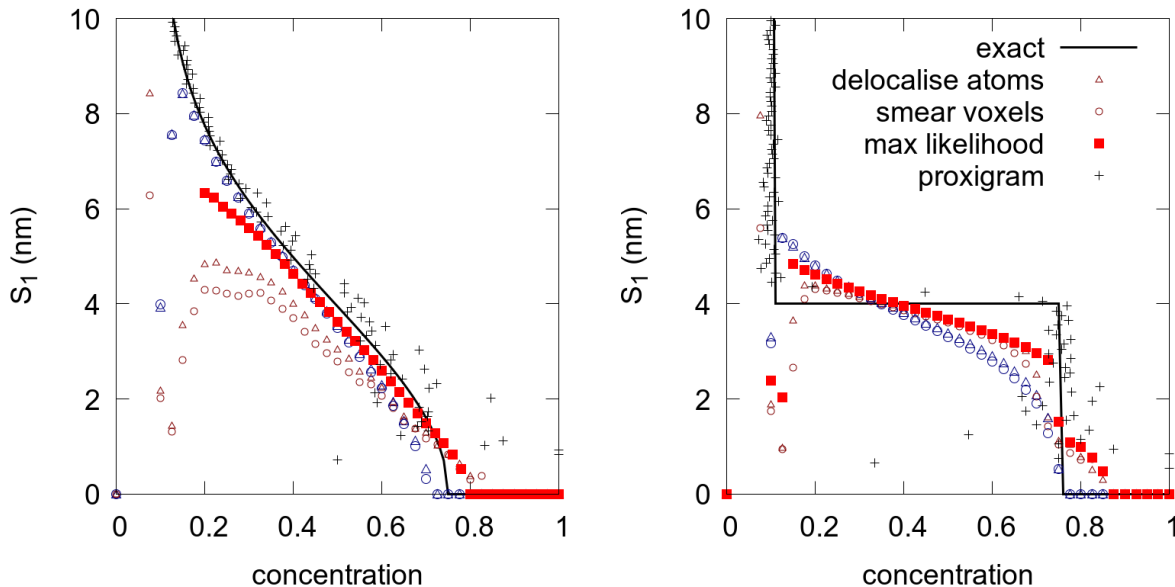 10
8
6
4
2
0
0
0.2
0.4
0.6
0.8
1
S1 (nm)
concentration
10
8
6
4
2
0
0
0.2
0.4
0.6
0.8
1
S1 (nm)
concentration
exact
delocalise atoms
smear voxels
max likelihood
proxigram